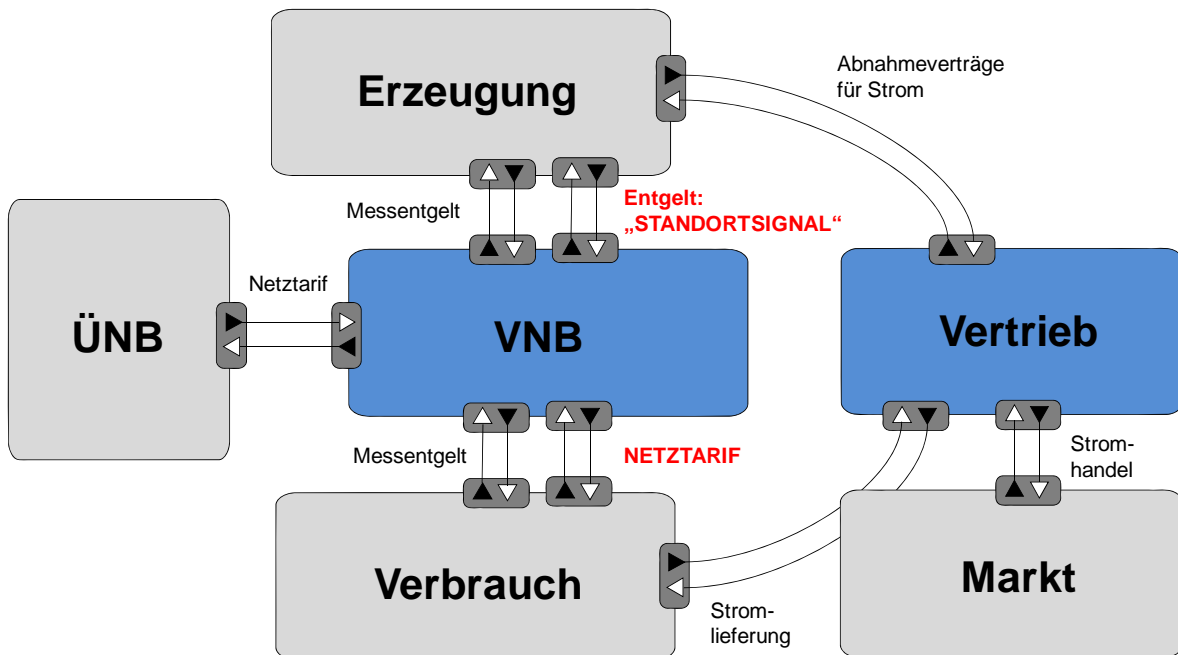 Erzeugung
Abnahmeverträge
für Strom
Messentgelt
Entgelt:
„STANDORTSIGNAL“
Netztarif
ÜNB
VNB
Vertrieb
Messentgelt
NETZTARIF
Strom-
handel
Verbrauch
Markt
Strom-
lieferung